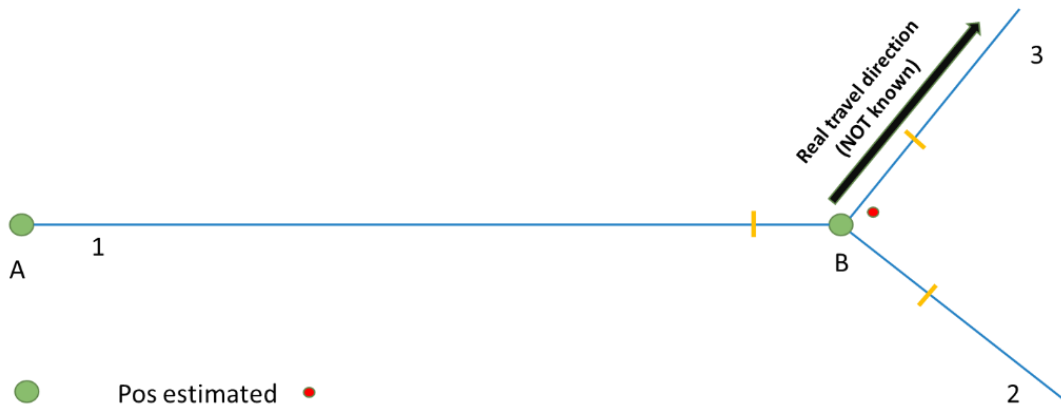 Real travel direction
(NOT known)
3
1
A
B
Pos estimated
2